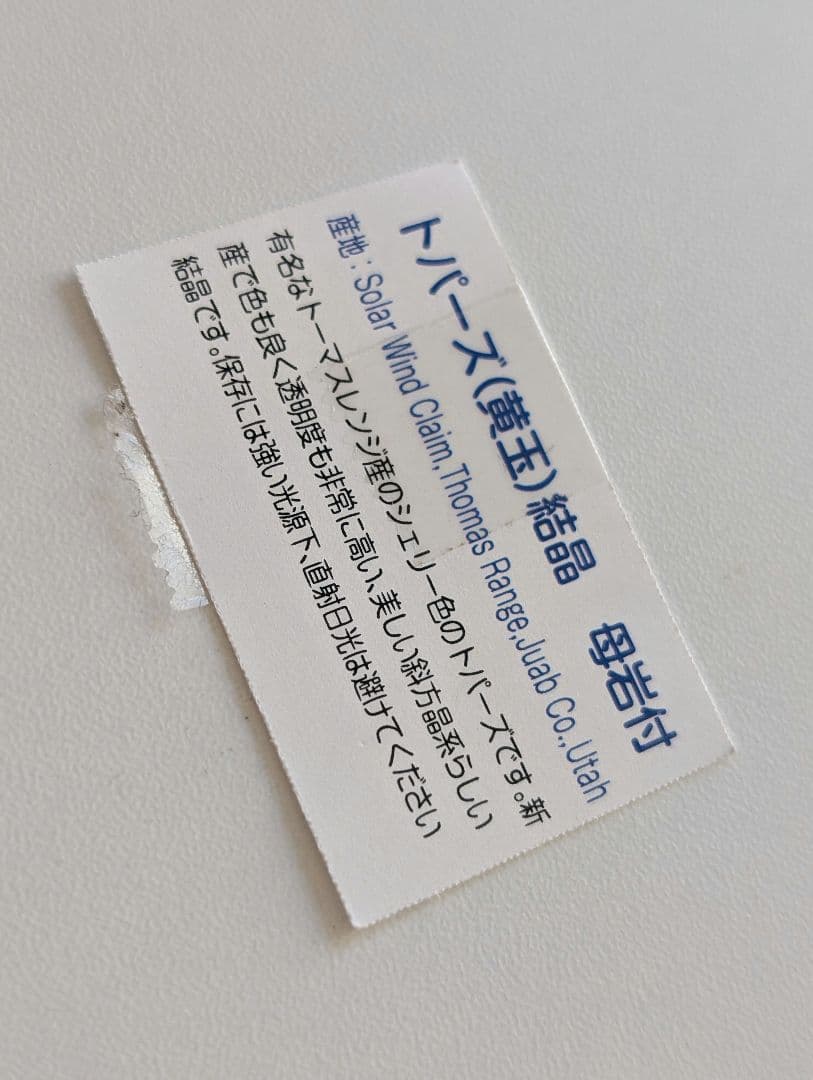 トパーズ(黄玉)結晶　母岩付
産地：Solar Wind Claim,Thomas Range,Juab Co.,Utah
有名なトーマスレンジ産のシェリー色のトパーズです。新
産で色も良く透明度も非常に高い、美しい斜方晶系らしい
結晶です。保存には強い光源下、直射日光は避けてください